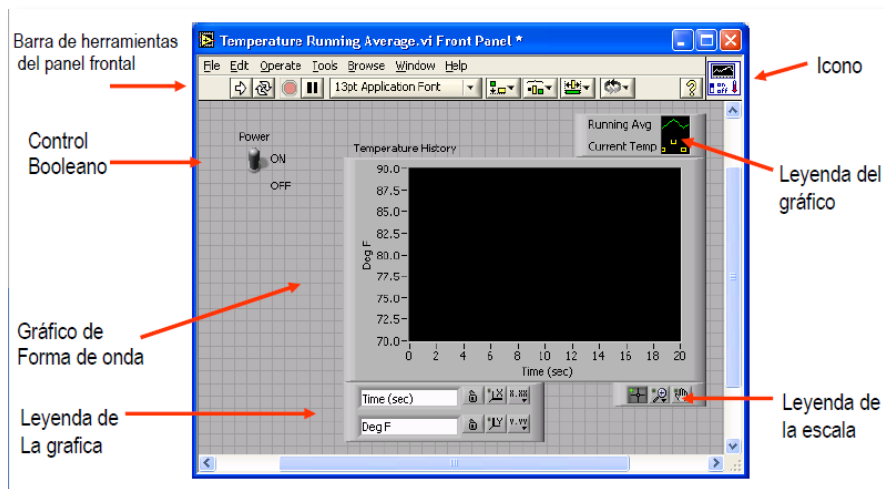 Barra de herramientas
del panel frontal
Temperature Running Average.vi Front Panel *
File Edit Operate Tools Browse Window Help
13pt Application Font
Icono
Control
Booleano
Power
ON
OFF
Running Avg
Current Temp
Leyenda del
gráfico
Temperature History
90.0
87.5
85.0
82.5
80.0
77.5
75.0
72.5
70.0
Deg F
0 2 4 6 8 10 12 14 16 18 20
Time (sec)
Gráfico de
Forma de onda
Leyenda de
La grafica
Time (sec)
X.XX
Deg F
Y.YY
Leyenda de
la escala